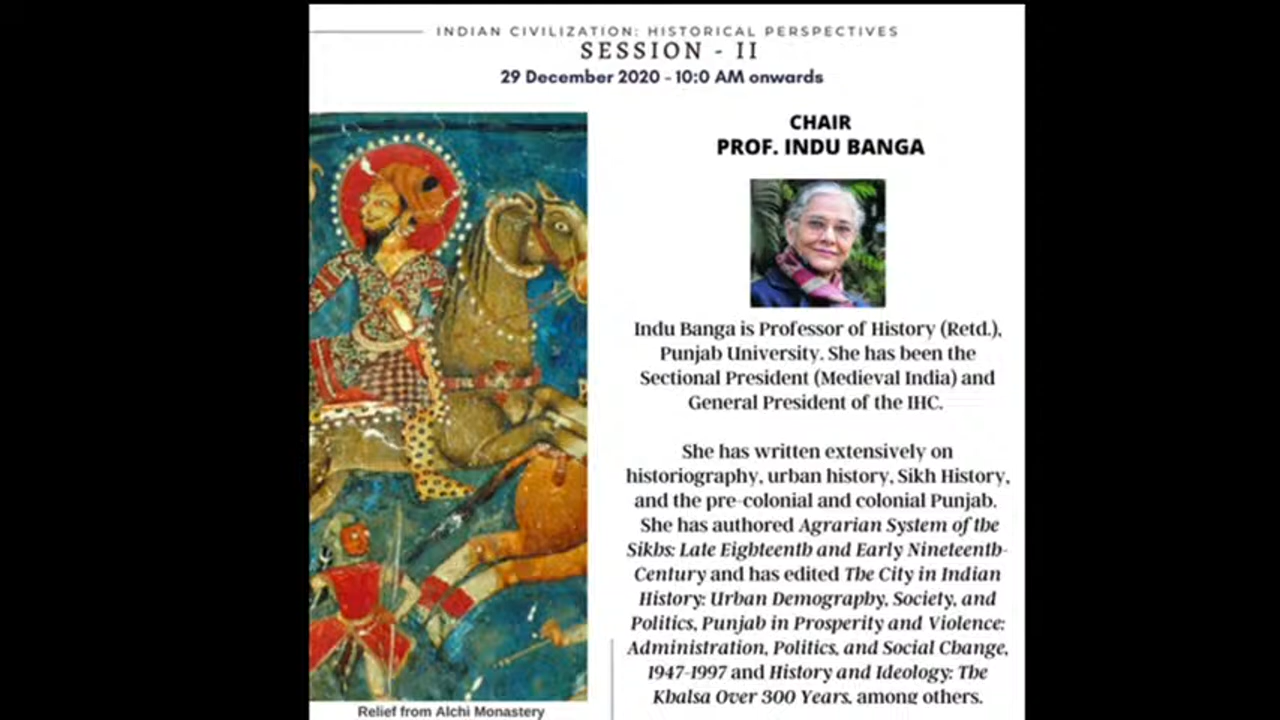 INDIAN CIVILIZATION: HISTORICAL PERSPECTIVES
SESSION - II
29 December 2020 - 10:0 AM onwards
CHAIR
PROF. INDU BANGA
Indu Banga is Professor of History (Retd.),
Punjab University. She has been the
Sectional President (Medieval India) and
General President of the IHC.
She has written extensively on
historiography, urban history, Sikh History,
and the pre-colonial and colonial Punjab.
She has authored Agrarian System of the
Sikhs: Late Eighteenth and Early Nineteenth-
Century and has edited The City in Indian
History: Urban Demography, Society, and
Politics, Punjab in Prosperity and Violence:
Administration, Politics, and Social Change,
1947-1997 and History and Ideology: The
Khalsa Over 300 Years, among others.
Relief from Alchi Monastery